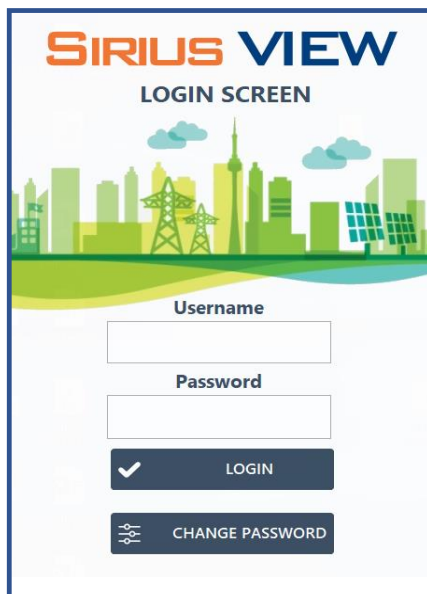 SIRIUS VIEW
LOGIN SCREEN
Username
Password
LOGIN
CHANGE PASSWORD